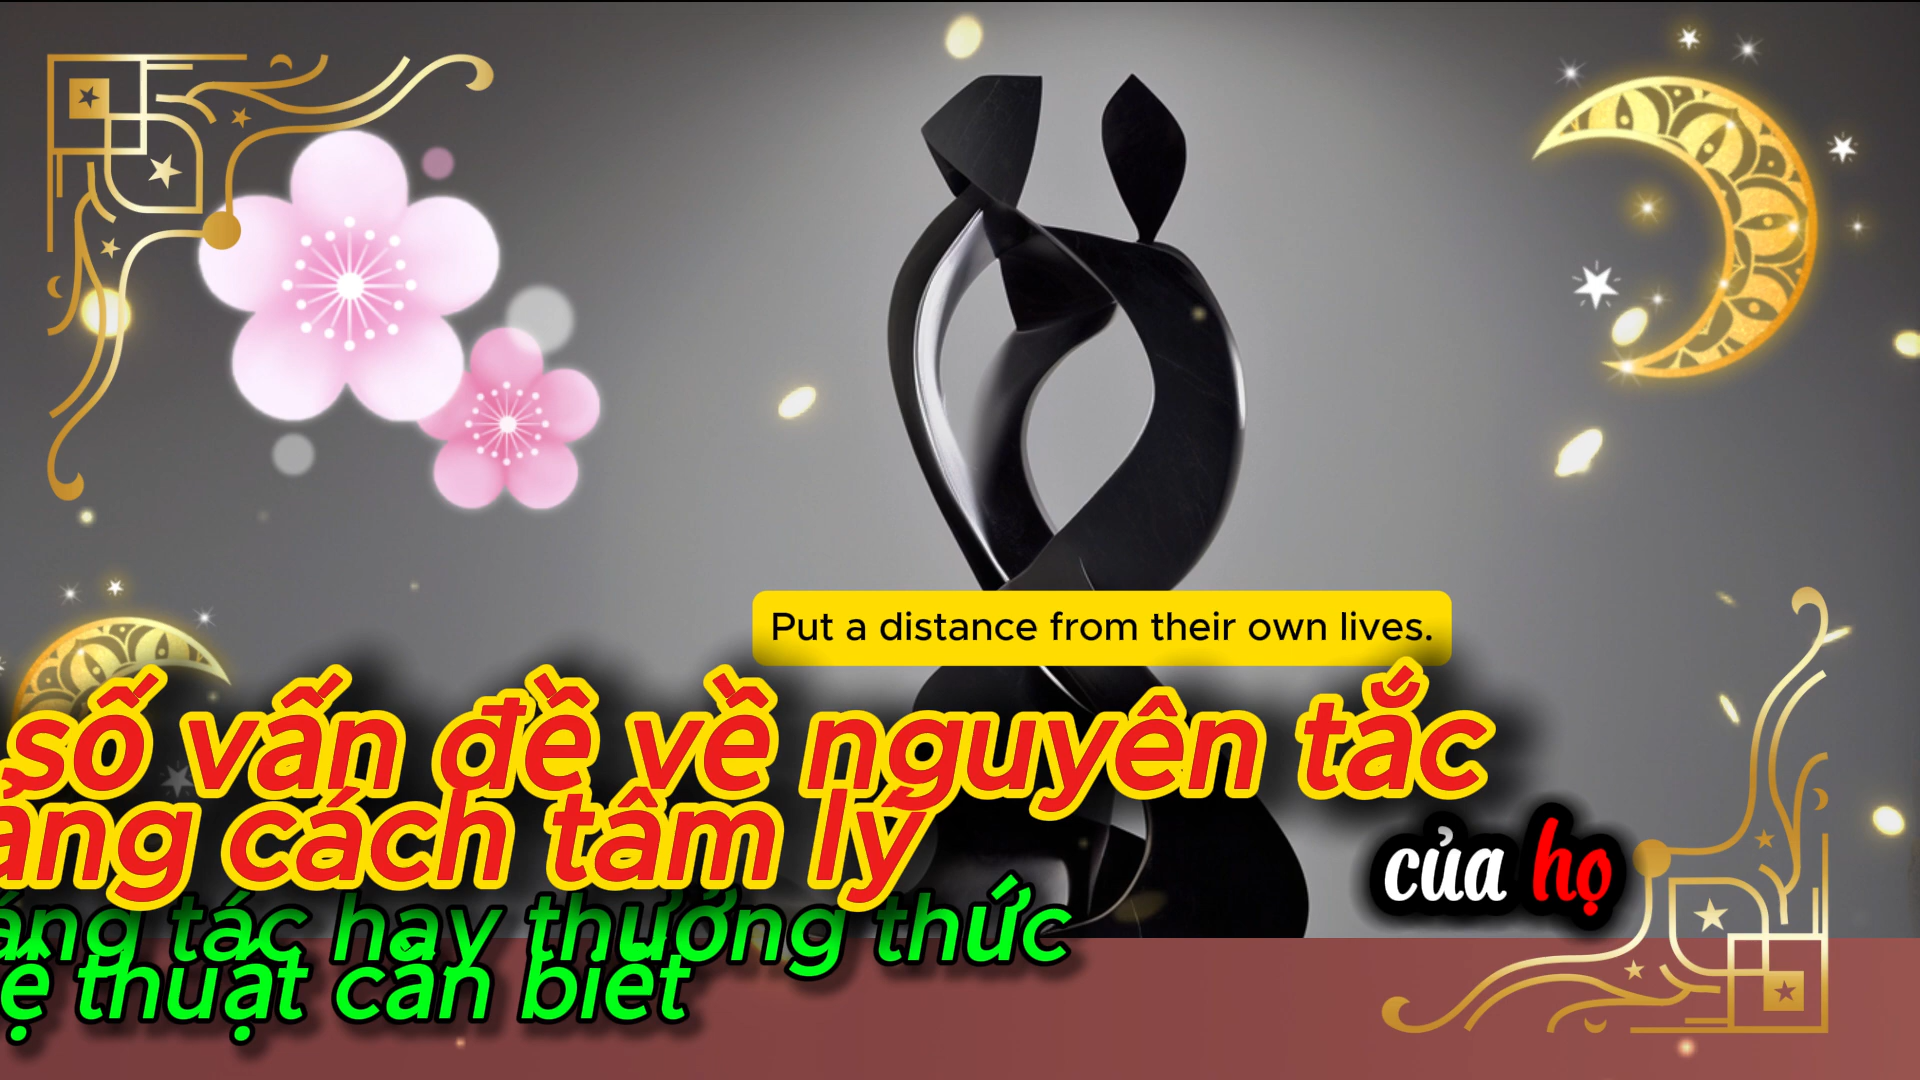 Put a distance from their own lives.
số vấn đề về nguyên tắc
cách tâm lý
của họ
tác hay thưởng thức
thuật cần biết